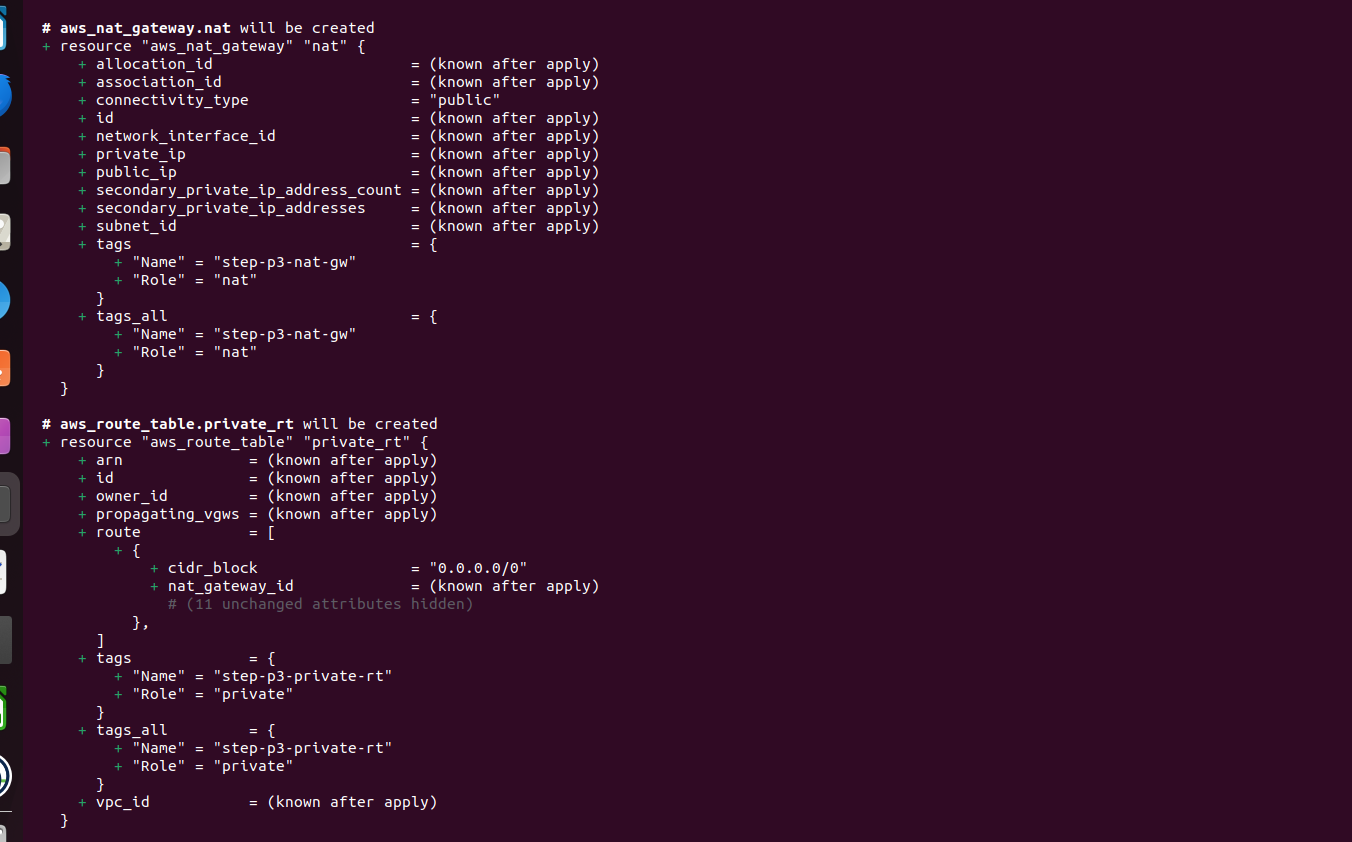 # aws_nat_gateway.nat will be created
+ resource "aws_nat_gateway" "nat" {
+ allocation_id = (known after apply)
+ association_id = (known after apply)
+ connectivity_type = "public"
+ id = (known after apply)
+ network_interface_id = (known after apply)
+ private_ip = (known after apply)
+ public_ip = (known after apply)
+ secondary_private_ip_address_count = (known after apply)
+ secondary_private_ip_addresses = (known after apply)
+ subnet_id = (known after apply)
+ tags = {
+ "Name" = "step-p3-nat-gw"
+ "Role" = "nat"
}
+ tags_all = {
+ "Name" = "step-p3-nat-gw"
+ "Role" = "nat"
}
}
# aws_route_table.private_rt will be created
+ resource "aws_route_table" "private_rt" {
+ arn = (known after apply)
+ id = (known after apply)
+ owner_id = (known after apply)
+ propagating_vgws = (known after apply)
+ route = [
+ {
+ cidr_block = "0.0.0.0/0"
+ nat_gateway_id = (known after apply)
# (11 unchanged attributes hidden)
},
]
+ tags = {
+ "Name" = "step-p3-private-rt"
+ "Role" = "private"
}
+ tags_all = {
+ "Name" = "step-p3-private-rt"
+ "Role" = "private"
}
+ vpc_id = (known after apply)
}